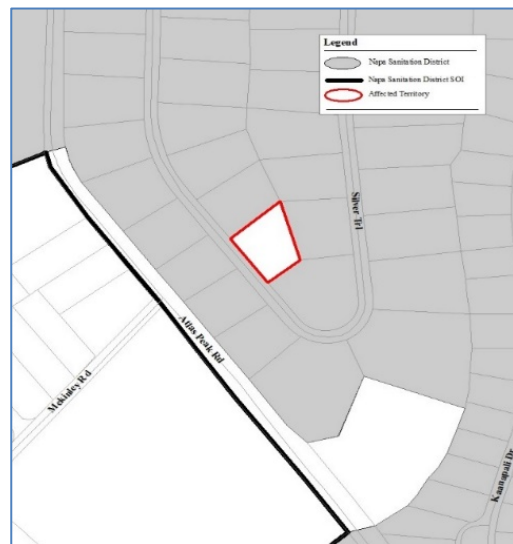 Legend
Napa Sanitation District
Napa Sanitation District SOI
Affected Territory
Silver Trl
Atlas Peak Rd
Mckinley Rd
Kaanapali Dr